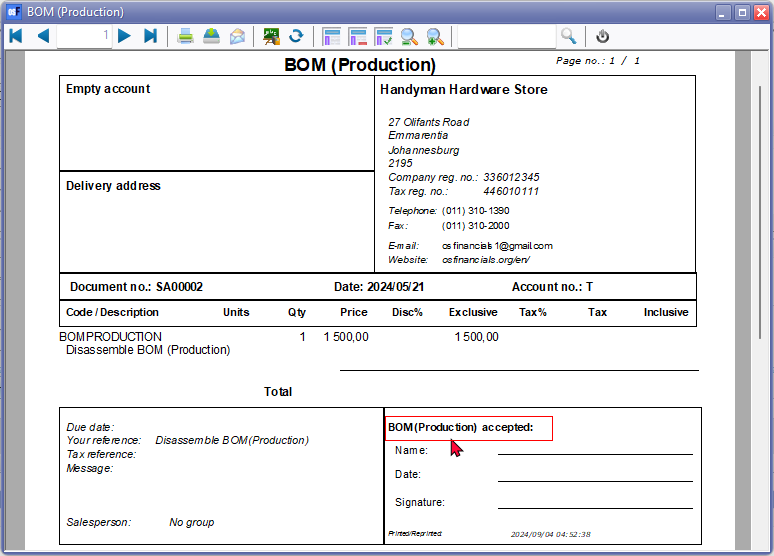 BOM (Production)
1
BOM (Production)
Page no.: 1 / 1
Empty account
Handyman Hardware Store
27 Olifants Road
Emmarentia
Johannesburg
2195
Company reg. no.: 336012345
Tax reg. no.: 446010111
Delivery address
Telephone: (011) 310-1390
Fax: (011) 310-2000
E-mail: osfinancials1@gmail.com
Website: osfinancials.org/en/
Document no.: SA00002 Date: 2024/05/21 Account no.: T
Code / Description Units Qty Price Disc% Exclusive Tax% Tax Inclusive
BOMPRODUCTION 1 1 500,00 1 500,00
Disassemble BOM (Production)
Total
Due date:
Your reference: Disassemble BOM(Production)
Tax reference:
Message:
Salesperson: No group
BOM(Production) accepted:
Name:
Date:
Signature:
Printed/Reprinted: 2024/09/04 04:52:38